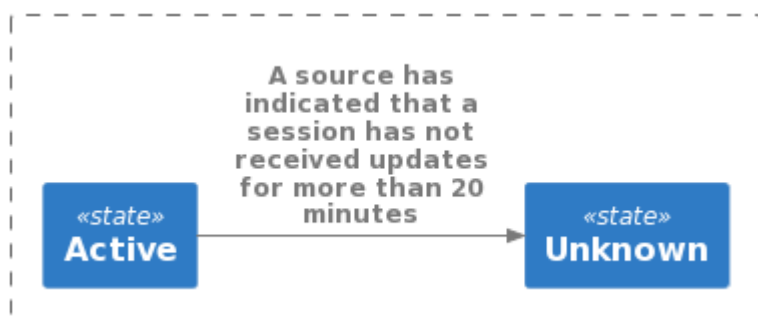 A source has
indicated that a
session has not
received updates
for more than 20
minutes
«state»
Active
«state»
Unknown